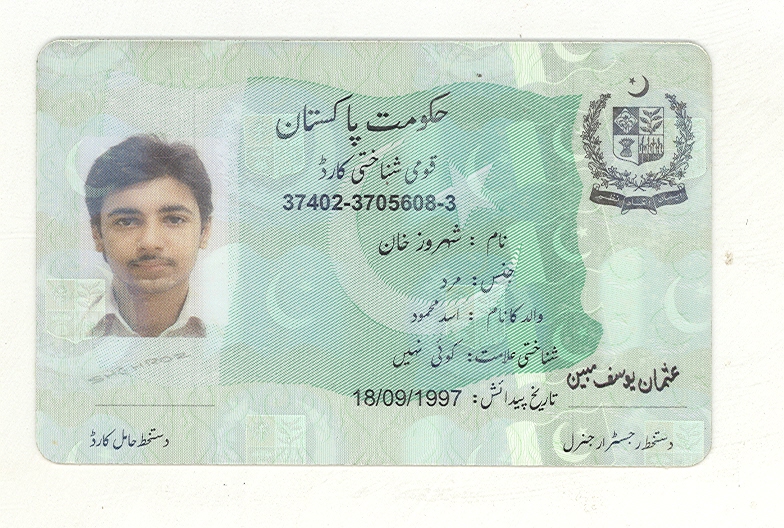 حکومت پاکستان
قومی شناختی کارڈ
37402-3705608-3
نام : شہروز خان
جنس: مرد
والد کا نام : اسد محمود
شناختی علامت: کوئی نہیں
تاریخ پیدائش: 18/09/1997
SHEHROZ
عثمان یوسف مبین
دستخط حامل کارڈ
دستخط رجسٹرار جنرل